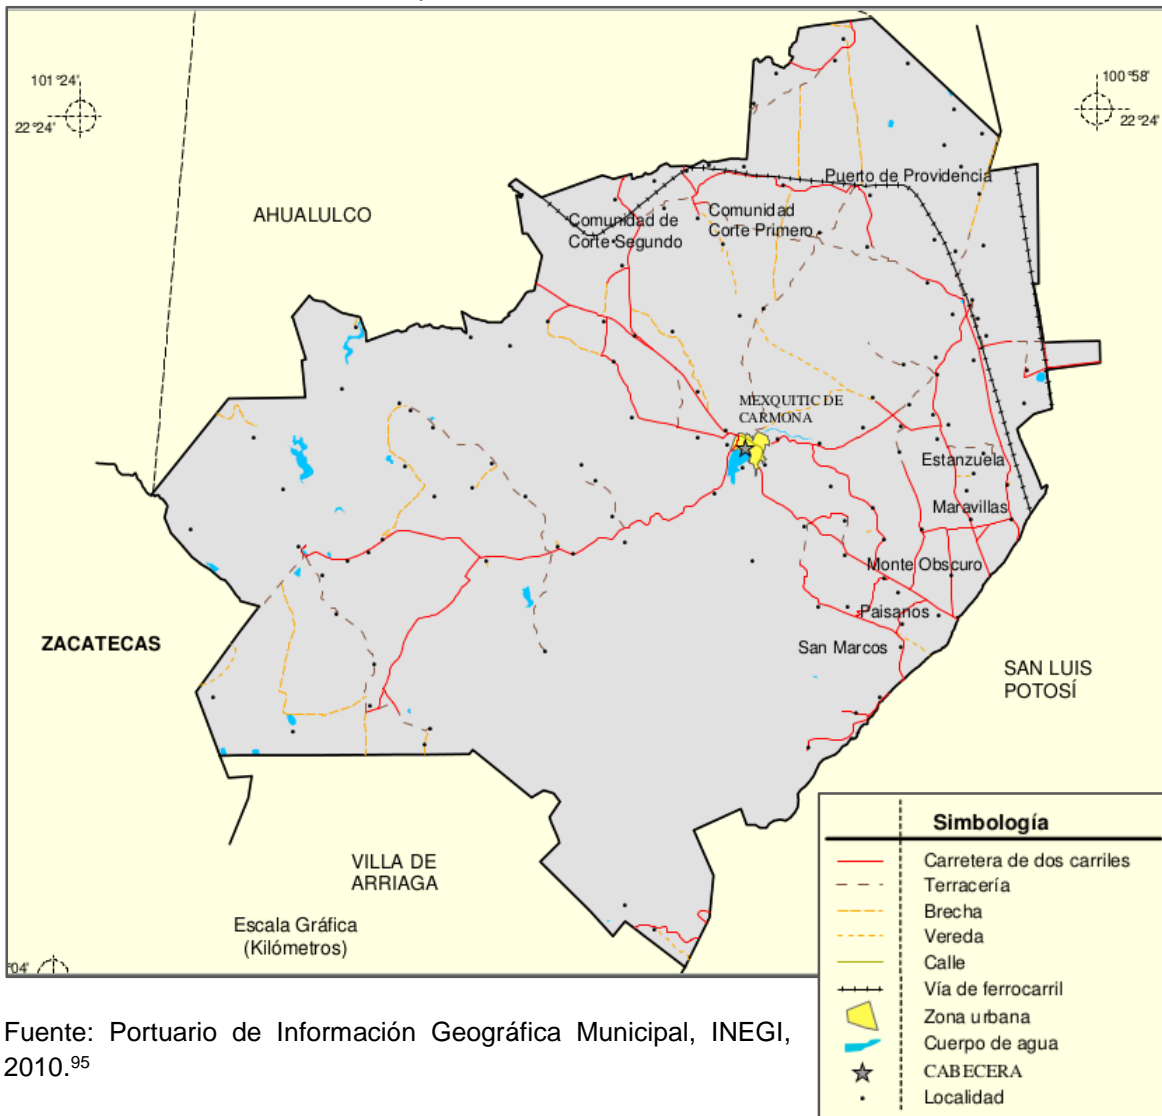 101 °24'
22 °24'
100 °58'
22 °24'
AHUALULCO
Puerto de Providencia
Comunidad de
Corte Segundo
Comunidad
Corte Primero
MEXQUITIC DE
CARMONA
Estanzuela
Maravillas
Monte Obscuro
Paisanos
San Marcos
ZACATECAS
SAN LUIS
POTOSÍ
VILLA DE
ARRIAGA
Escala Gráfica
(Kilómetros)
°04'
Simbología
Carretera de dos carriles
Terracería
Brecha
Vereda
Calle
Vía de ferrocarril
Zona urbana
Cuerpo de agua
CABECERA
Localidad
Fuente: Portuario de Información Geográfica Municipal, INEGI,
2010.95